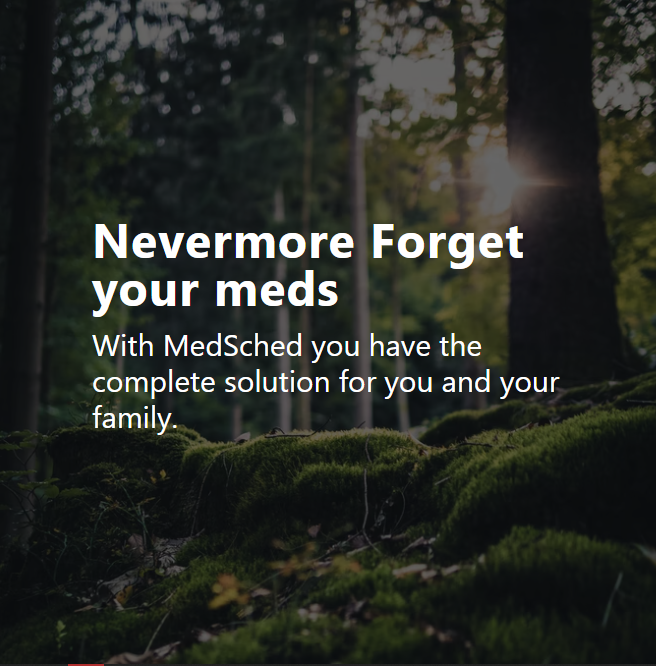 Nevermore Forget
your meds
With MedSched you have the
complete solution for you and your
family.